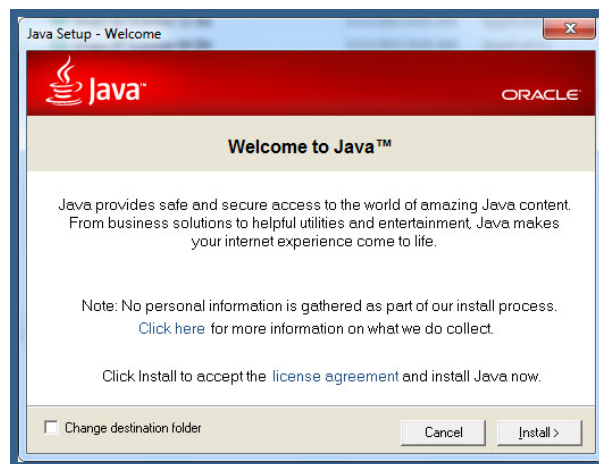 Java Setup - Welcome
Java™
ORACLE®
Welcome to Java™
Java provides safe and secure access to the world of amazing Java content.
From business solutions to helpful utilities and entertainment, Java makes
your internet experience come to life.
Note: No personal information is gathered as part of our install process.
Click here for more information on what we do collect.
Click Install to accept the license agreement and install Java now.
Change destination folder
Cancel
Install >